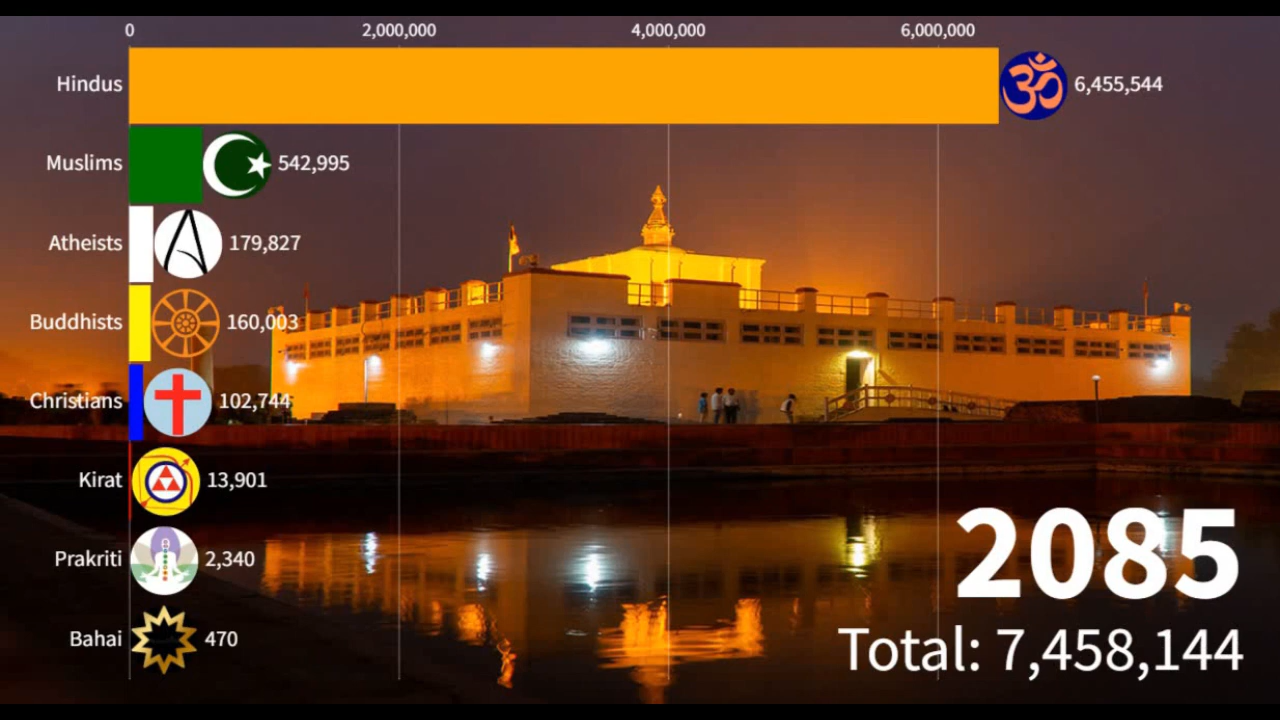 0 2,000,000 4,000,000 6,000,000
Hindus ॐ 6,455,544
Muslims 542,995
Atheists A 179,827
Buddhists 160,003
Christians 102,744
Kirat 13,901
Prakriti 2,340
Bahai 470
2085
Total: 7,458,144